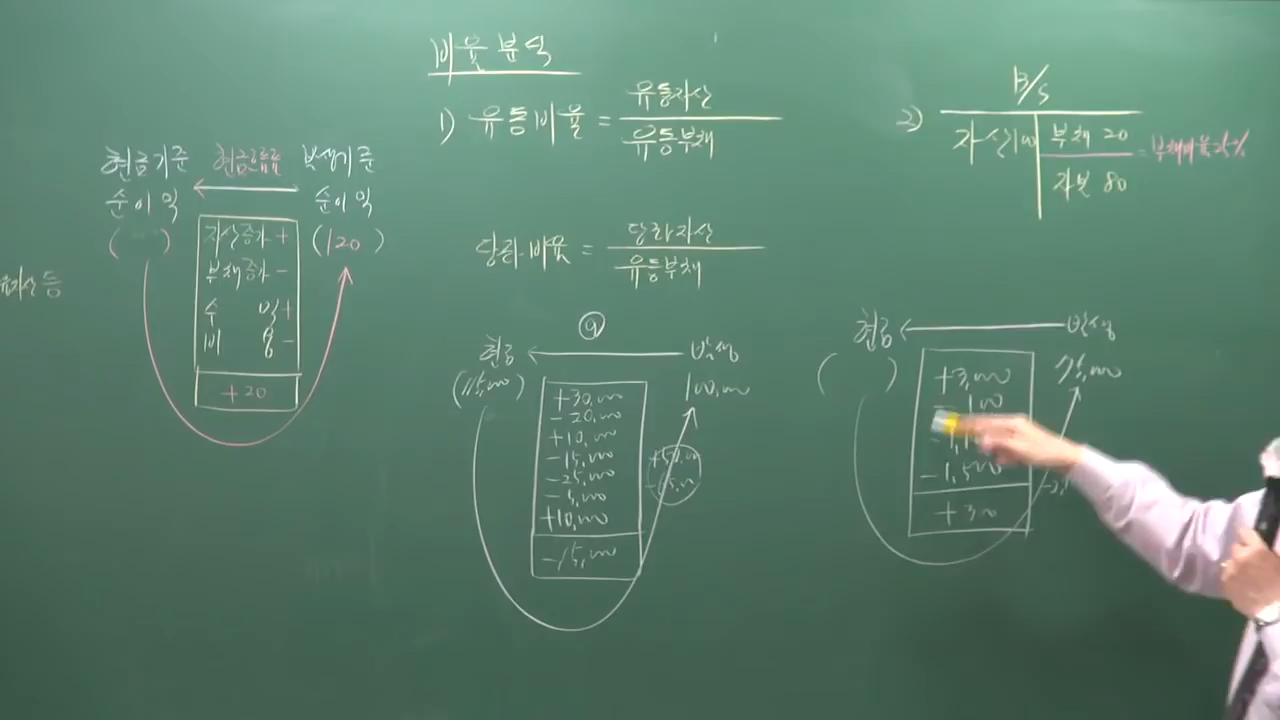 비율분석
1) 유동비율 = 유동자산
유동부채
당좌비율 = 당좌자산
유동부채
2) B/S
자산100 부채 20 = 부채비율 25%
자본 80
현금기준 현금흐름 발생기준
순이익 순이익
( ) (120)
자산증가 +
부채증가 -
수 익 +
비 용 -
+20
⑨
현금 발생
(115,000) 100,000
+30,000
-20,000
+10,000
-15,000
-25,000
-5,000
+10,000
-15,000
현금 발생
( )
+3,000
-1,500
+300